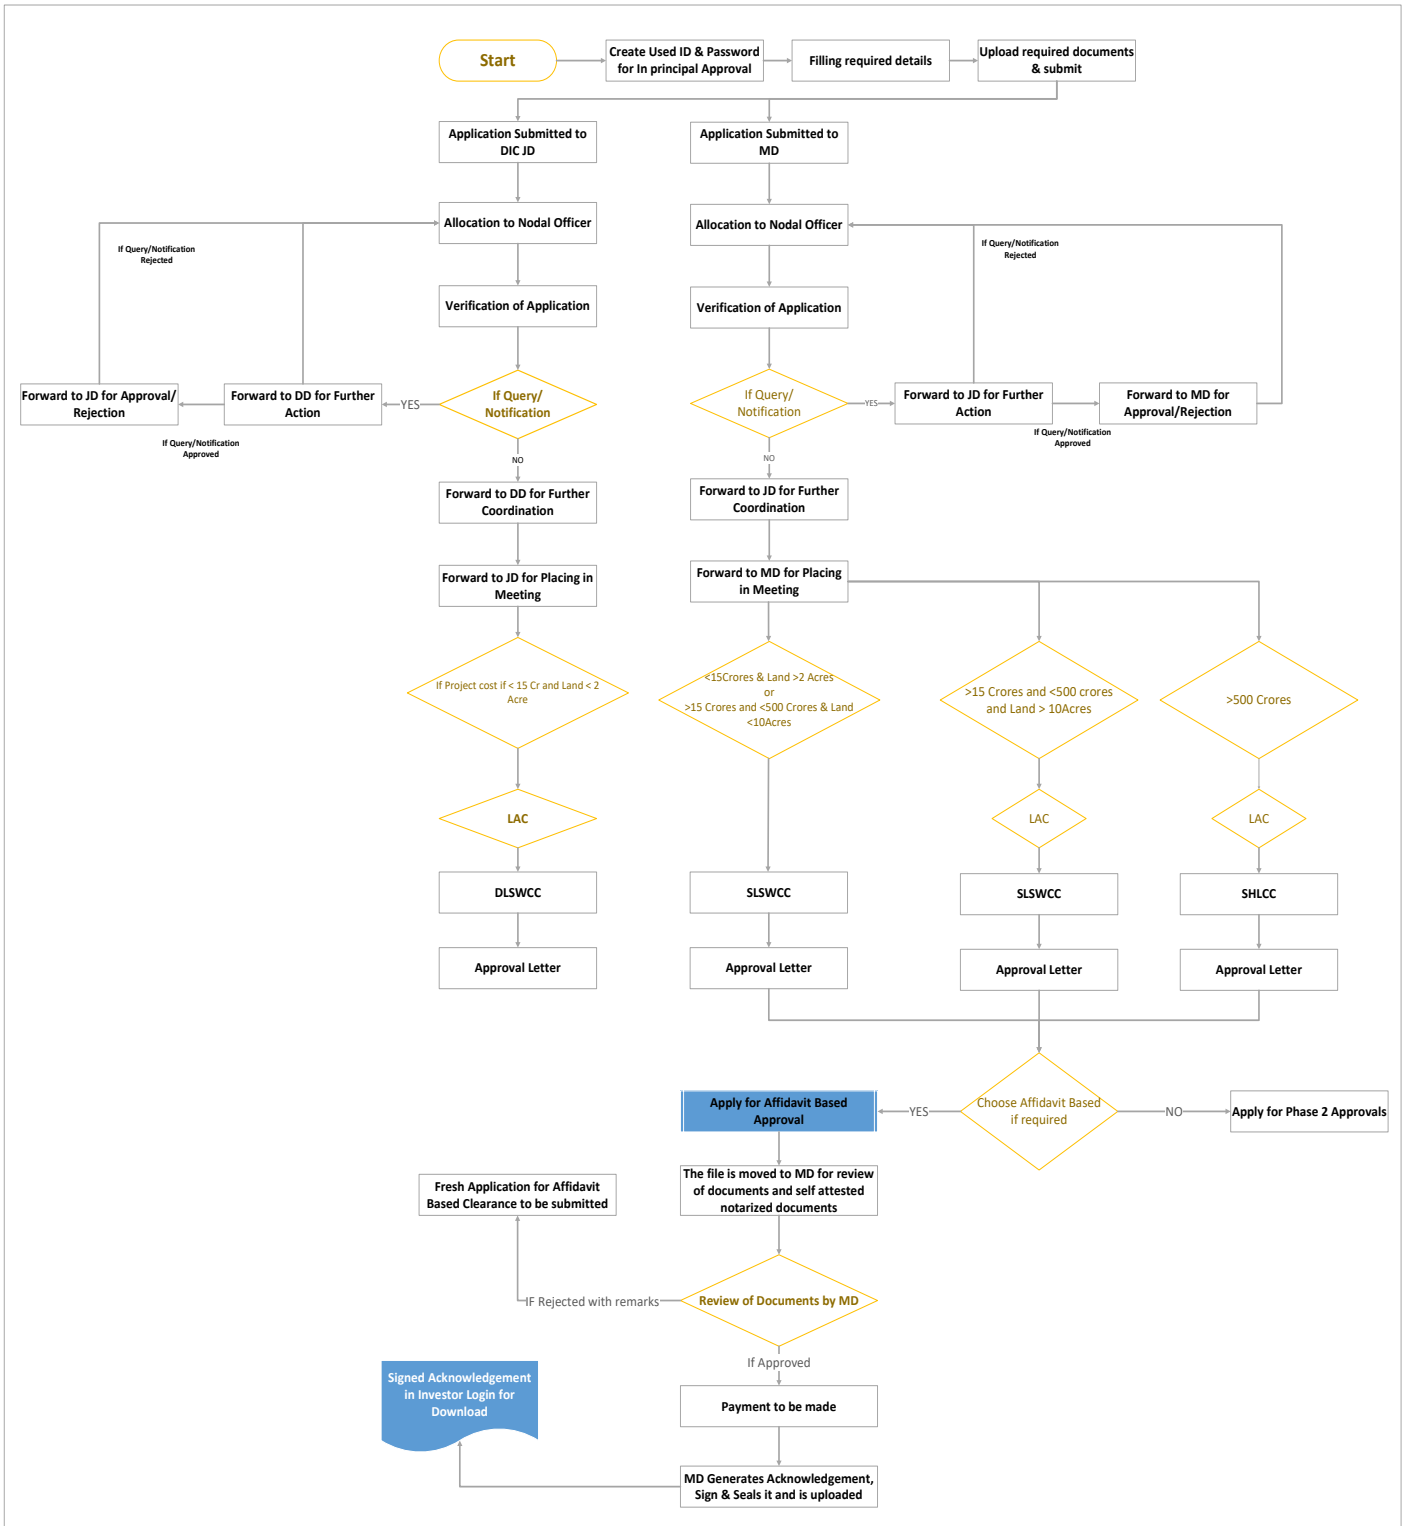 Start
Create Used ID & Password
for In principal Approval
Filling required details
Upload required documents
& submit
Application Submitted to
DIC JD
Application Submitted to
MD
Allocation to Nodal Officer
Allocation to Nodal Officer
If Query/Notification
Rejected
If Query/Notification
Rejected
Verification of Application
Verification of Application
Forward to JD for Approval/
Rejection
Forward to DD for Further
Action
YES
If Query/
Notification
If Query/
Notification
YES
Forward to JD for Further
Action
Forward to MD for
Approval/Rejection
If Query/Notification
Approved
If Query/Notification
Approved
NO
NO
Forward to DD for Further
Coordination
Forward to JD for Further
Coordination
Forward to JD for Placing in
Meeting
Forward to MD for Placing
in Meeting
If Project cost if < 15 Cr and Land < 2
Acre
<15Crores & Land >2 Acres
or
>15 Crores and <500 Crores & Land
<10Acres
>15 Crores and <500 crores
and Land > 10Acres
>500 Crores
LAC
LAC
LAC
DLSWCC
SLSWCC
SLSWCC
SHLCC
Approval Letter
Approval Letter
Approval Letter
Approval Letter
Apply for Affidavit Based
Approval
YES
Choose Affidavit Based
if required
NO
Apply for Phase 2 Approvals
Fresh Application for Affidavit
Based Clearance to be submitted
The file is moved to MD for review
of documents and self attested
notarized documents
IF Rejected with remarks
Review of Documents by MD
If Approved
Signed Acknowledgement
in Investor Login for
Download
Payment to be made
MD Generates Acknowledgement,
Sign & Seals it and is uploaded